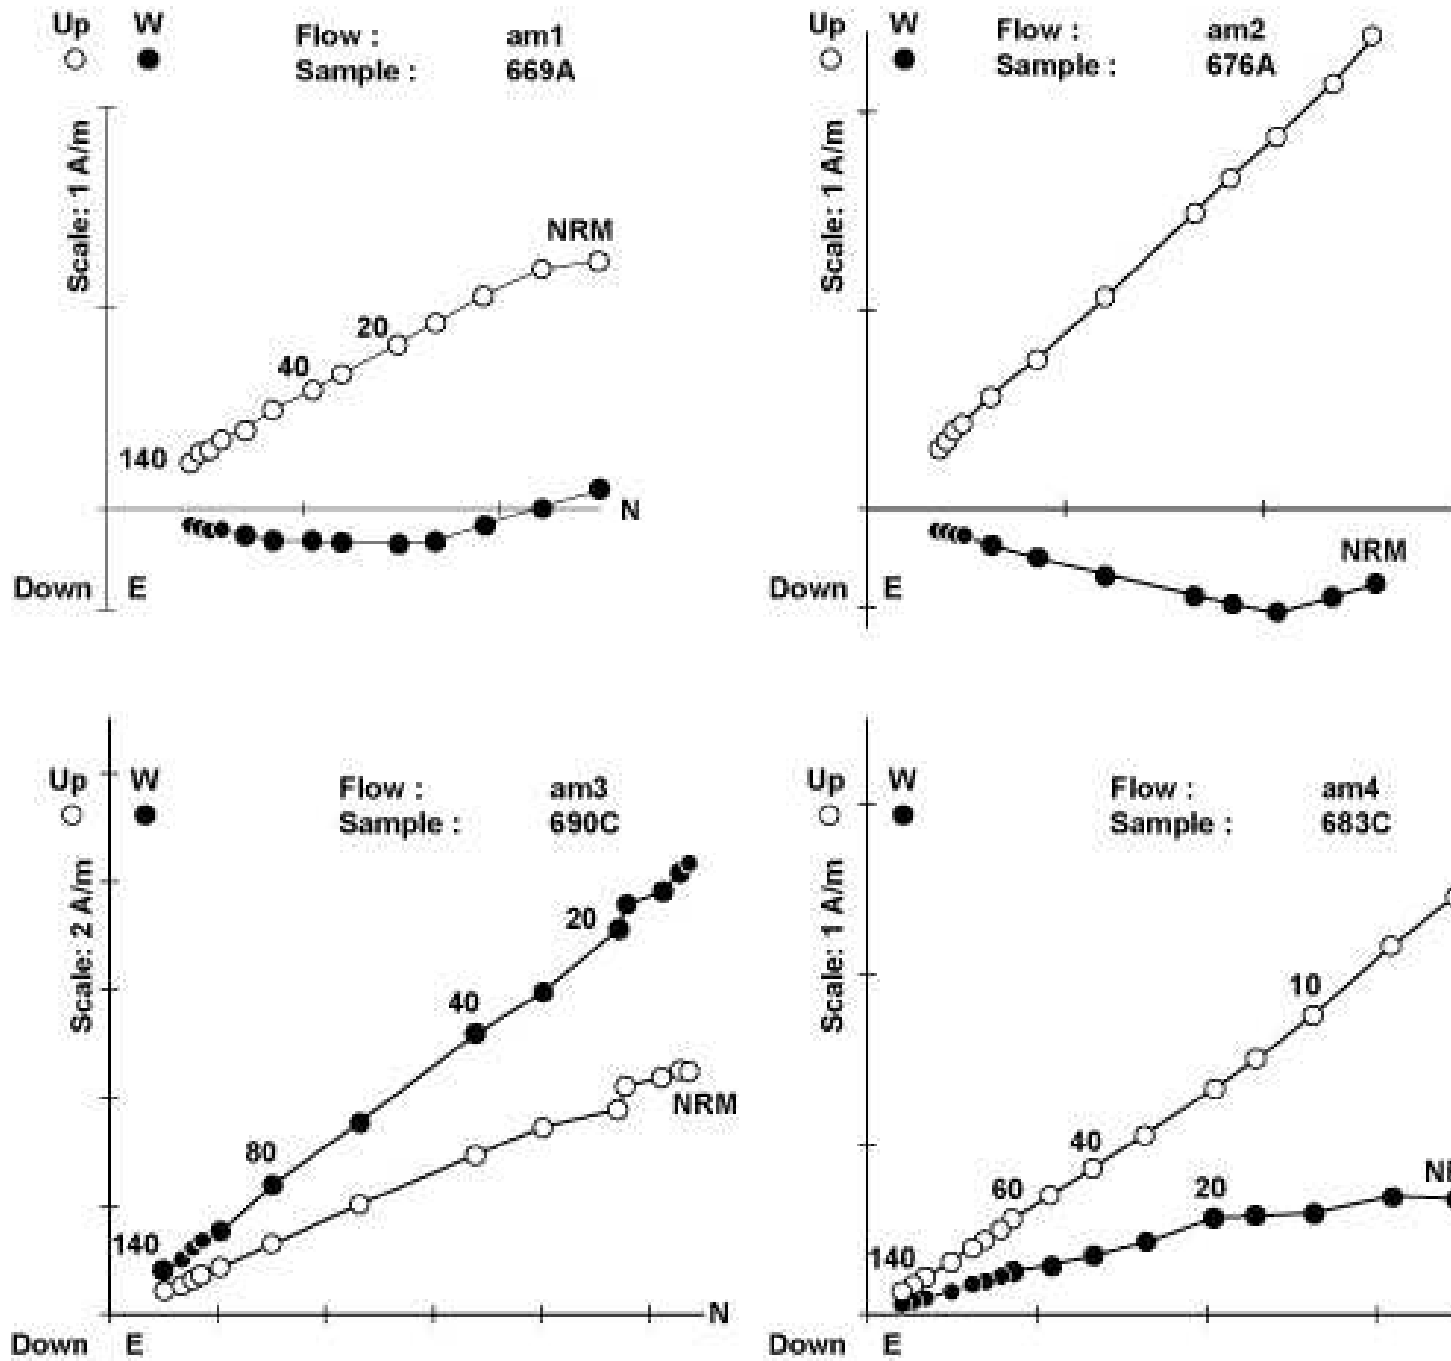 Up W Flow : am1
Sample : 669A
Scale: 1 A/m
NRM
20
40
140
N
Down E
Up W Flow : am2
Sample : 676A
Scale: 1 A/m
NRM
Down E
Up W Flow : am3
Sample : 690C
Scale: 2 A/m
20
40
NRM
80
140
N
Down E
Up W Flow : am4
Sample : 683C
Scale: 1 A/m
10
40
60
20
140
Down E